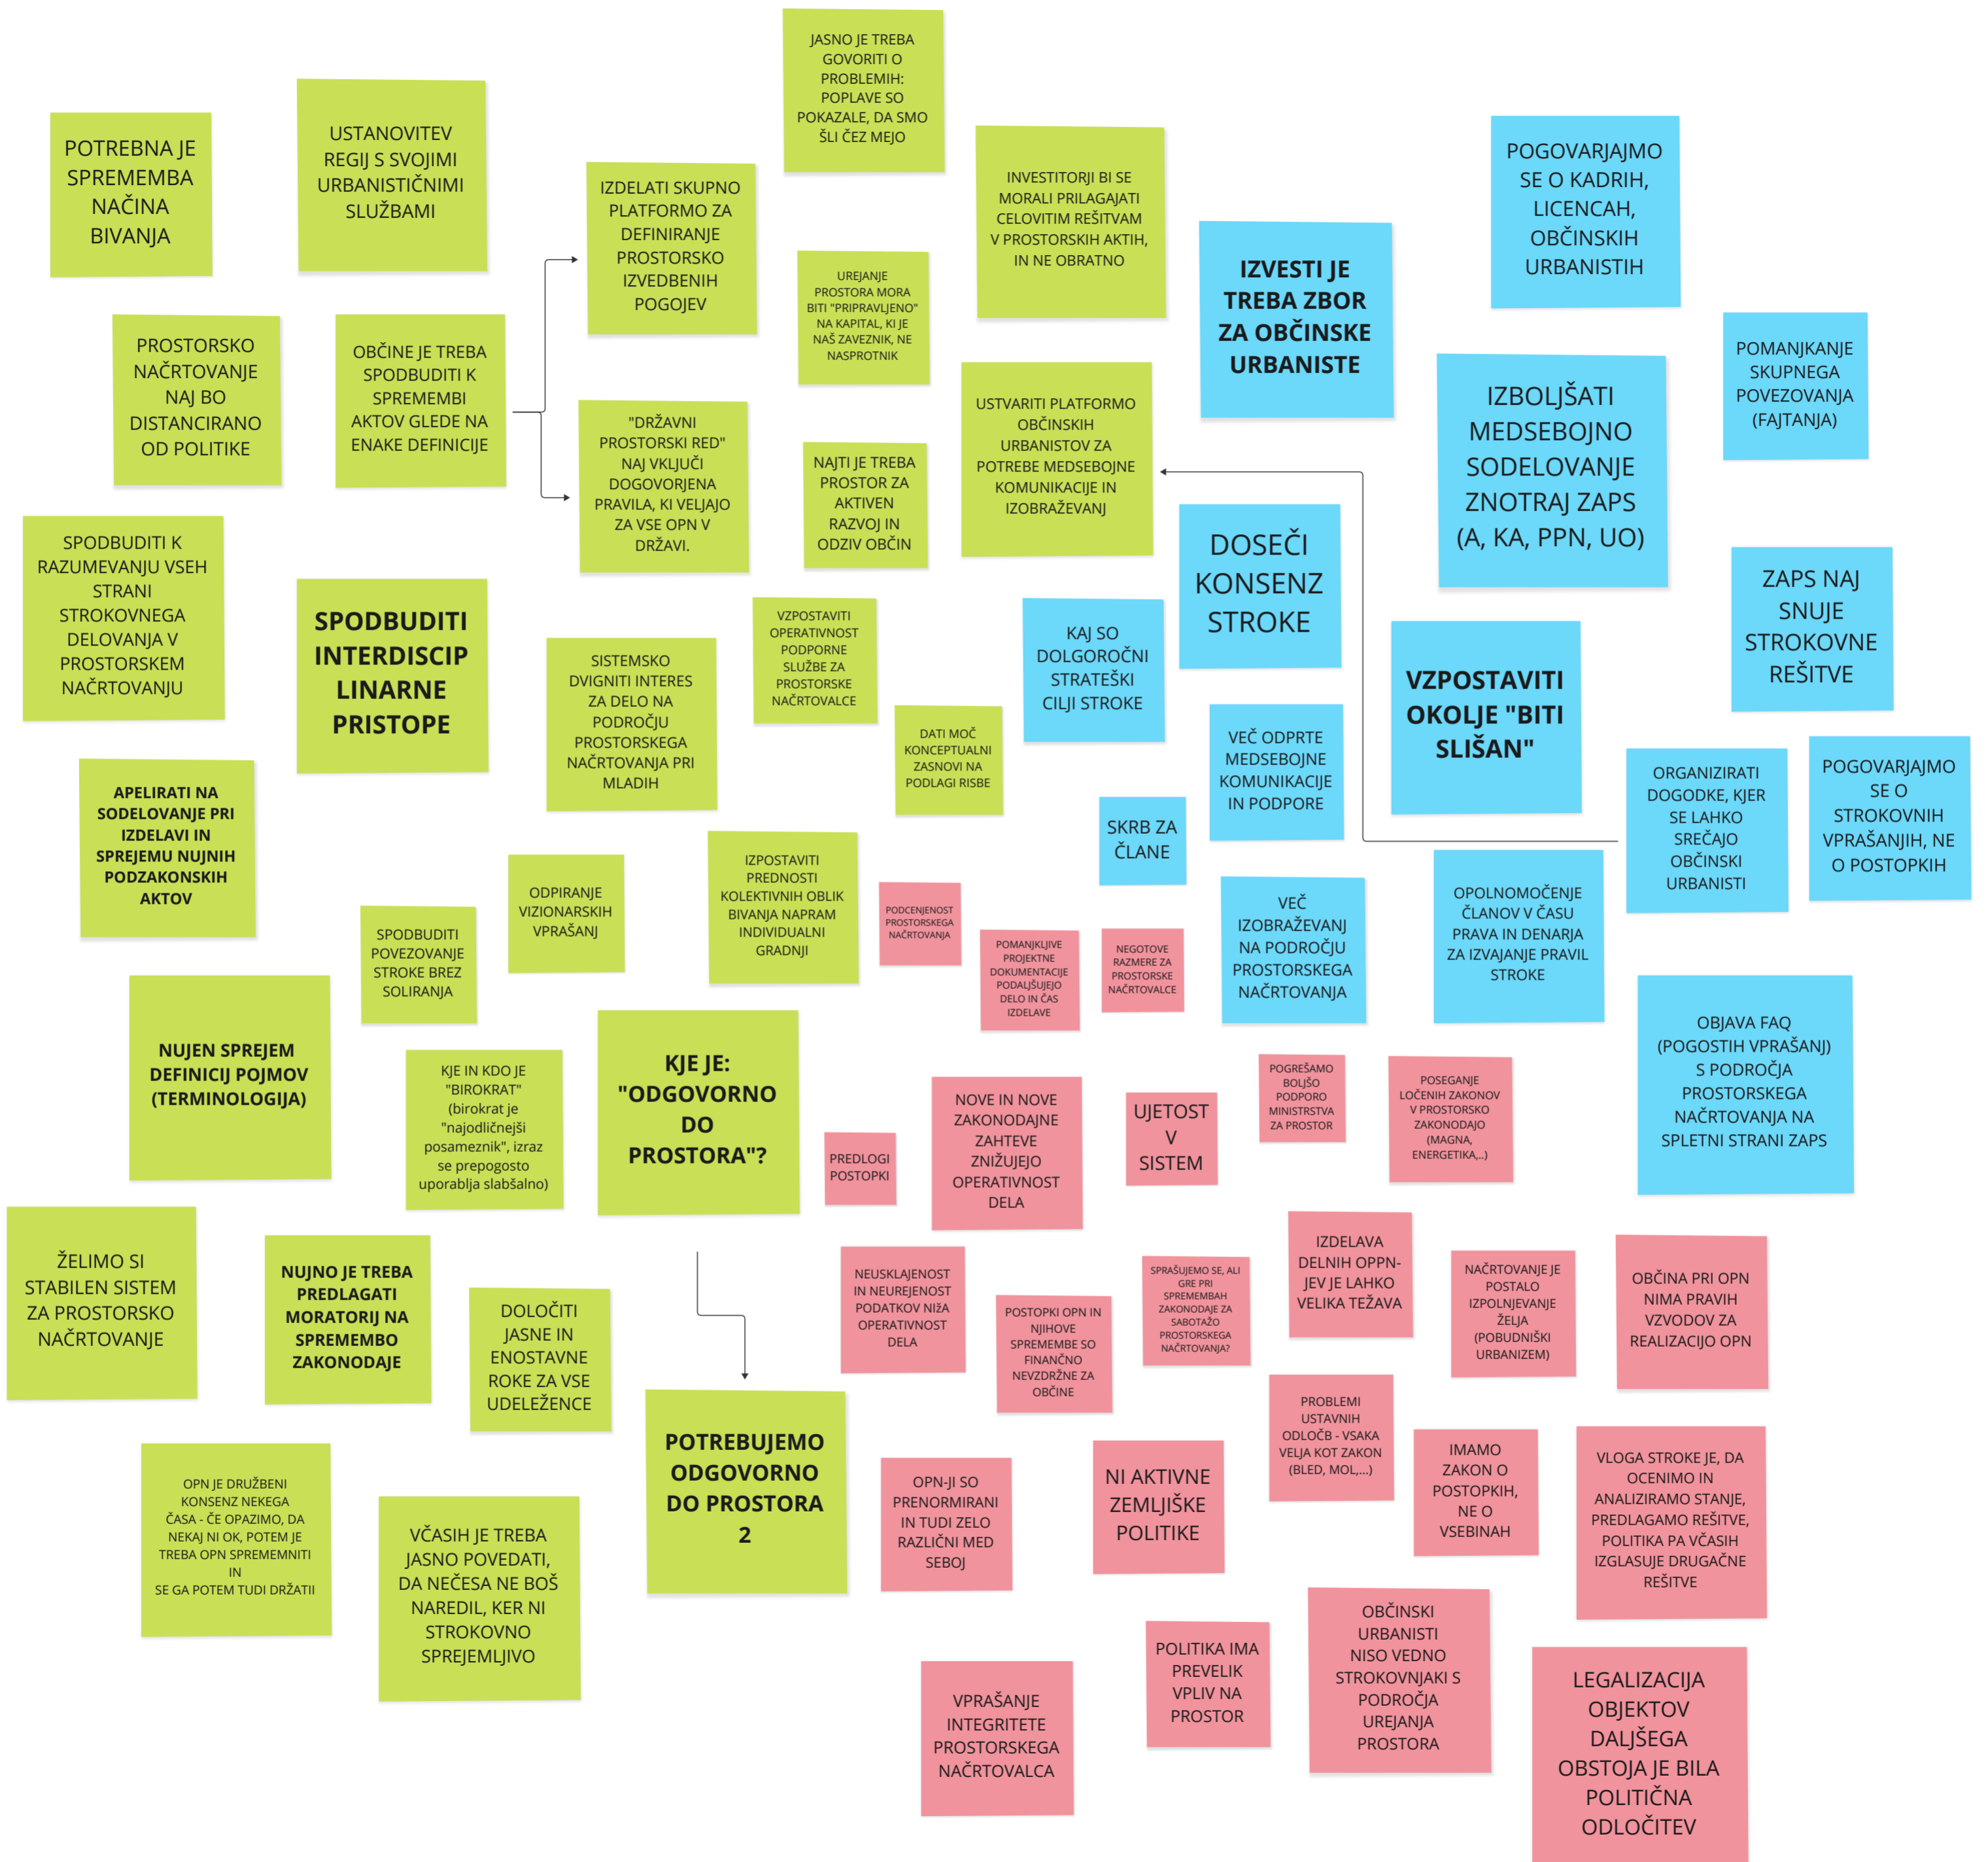 JASNO JE TREBA
GOVORITI O
PROBLEMIH:
POPLAVE SO
POKAZALE, DA SMO
ŠLI ČEZ MEJO
POTREBNA JE
SPREMEMBA
NAČINA
BIVANJA
USTANOVITEV
REGIJ S SVOJIMI
URBANISTIČNIMI
SLUŽBAMI
IZDELATI SKUPNO
PLATFORMO ZA
DEFINIRANJE
PROSTORSKO
IZVEDBENIH
POGOJEV
INVESTITORJI BI SE
MORALI PRILAGAJATI
CELOVITIM REŠITVAM
V PROSTORSKIH AKTIH,
IN NE OBRATNO
POGOVARJAJMO
SE O KADRIH,
LICENCAH,
OBČINSKIH
URBANISTIH
IZVESTI JE
TREBA ZBOR
ZA OBČINSKE
URBANISTE
UREJANJE
PROSTORA MORA
BITI "PRIPRAVLJENO"
NA KAPITAL, KI JE
NAŠ ZAVEZNIK, NE
NASPROTNIK
PROSTORSKO
NAČRTOVANJE
NAJ BO
DISTANCIRANO
OD POLITIKE
OBČINE JE TREBA
SPODBUDITI K
SPREMEMBI
AKTOV GLEDE NA
ENAKE DEFINICIJE
POMANJKANJE
SKUPNEGA
POVEZOVANJA
(FAJTANJA)
IZBOLJŠATI
MEDSEBOJNO
SODELOVANJE
ZNOTRAJ ZAPS
(A, KA, PPN, UO)
"DRŽAVNI
PROSTORSKI RED"
NAJ VKLJUČI
DOGOVORJENA
PRAVILA, KI VELJAJO
ZA VSE OPN V
DRŽAVI.
NAJTI JE TREBA
PROSTOR ZA
AKTIVEN
RAZVOJ IN
ODZIV OBČIN
USTVARITI PLATFORMO
OBČINSKIH
URBANISTOV ZA
POTREBE MEDSEBOJNE
KOMUNIKACIJE IN
IZOBRAŽEVANJ
DOSEČI
KONSENZ
STROKE
SPODBUDITI K
RAZUMEVANJU VSEH
STRANI
STROKOVNEGA
DELOVANJA V
PROSTORSKEM
NAČRTOVANJU
SPODBUDITI
INTERDISCIP
LINARNE
PRISTOPE
SISTEMSKO
DVIGNITI INTERES
ZA DELO NA
PODROČJU
PROSTORSKEGA
NAČRTOVANJA PRI
MLADIH
VZPOSTAVITI
OPERATIVNOST
PODPORNE
SLUŽBE ZA
PROSTORSKE
NAČRTOVALCE
KAJ SO
DOLGOROČNI
STRATEŠKI
CILJI STROKE
VZPOSTAVITI
OKOLJE "BITI
SLIŠAN"
ZAPS NAJ
SNUJE
STROKOVNE
REŠITVE
DATI MOČ
KONCEPTUALNI
ZASNOVI NA
PODLAGI RISBE
VEČ ODPRTE
MEDSEBOJNE
KOMUNIKACIJE
IN PODPORE
ORGANIZIRATI
DOGODKE, KJER
SE LAHKO
SREČAJO
OBČINSKI
URBANISTI
POGOVARJAJMO
SE O
STROKOVNIH
VPRAŠANJIH, NE
O POSTOPKIH
APELIRATI NA
SODELOVANJE PRI
IZDELAVI IN
SPREJEMU NUJNIH
PODZAKONSKIH
AKTOV
SKRB ZA
ČLANE
SPODBUDITI
POVEZOVANJE
STROKE BREZ
SOLIRANJA
ODPIRANJE
VIZIONARSKIH
VPRAŠANJ
IZPOSTAVITI
PREDNOSTI
KOLEKTIVNIH OBLIK
BIVANJA NAPRAM
INDIVIDUALNI
GRADNJI
PODCENJENOST
PROSTORSKEGA
NAČRTOVANJA
POMANJKLJIVE
PROJEKTNE
DOKUMENTACIJE
PODALJŠUJEJO
DELO IN ČAS
IZDELAVE
NEGOTOVE
RAZMERE ZA
PROSTORSKE
NAČRTOVALCE
VEČ
IZOBRAŽEVANJ
NA PODROČJU
PROSTORSKEGA
NAČRTOVANJA
OPOLNOMOČENJE
ČLANOV V ČASU
PRAVA IN DENARJA
ZA IZVAJANJE PRAVIL
STROKE
NUJEN SPREJEM
DEFINICIJ POJMOV
(TERMINOLOGIJA)
KJE IN KDO JE
"BIROKRAT"
(birokrat je
"najodličnejši
posameznik", izraz
se prepogosto
uporablja slabšalno)
KJE JE:
"ODGOVORNO
DO
PROSTORA"?
OBJAVA FAQ
(POGOSTIH VPRAŠANJ)
S PODROČJA
PROSTORSKEGA
NAČRTOVANJA NA
SPLETNI STRANI ZAPS
PREDLOGI
POSTOPKI
NOVE IN NOVE
ZAKONODAJNE
ZAHTEVE
ZNIŽUJEJO
OPERATIVNOST
DELA
UJETOST
V
SISTEM
POGREŠAMO
BOLJŠO
PODPORO
MINISTRSTVA
ZA PROSTOR
POSEGANJE
LOČENIH ZAKONOV
V PROSTORSKO
ZAKONODAJO
(MAGNA,
ENERGETIKA,..)
ŽELIMO SI
STABILEN SISTEM
ZA PROSTORSKO
NAČRTOVANJE
NUJNO JE TREBA
PREDLAGATI
MORATORIJ NA
SPREMEMBO
ZAKONODAJE
DOLOČITI
JASNE IN
ENOSTAVNE
ROKE ZA VSE
UDELEŽENCE
NEUSKLAJENOST
IN NEUREJENOST
PODATKOV NIŽA
OPERATIVNOST
DELA
POSTOPKI OPN IN
NJIHOVE
SPREMEMBE SO
FINANČNO
NEVZDRŽNE ZA
OBČINE
SPRAŠUJEMO SE, ALI
GRE PRI
SPREMEMBAH
ZAKONODAJE ZA
SABOTAŽO
PROSTORSKEGA
NAČRTOVANJA?
IZDELAVA
DELNIH OPPN-
JEV JE LAHKO
VELIKA TEŽAVA
NAČRTOVANJE JE
POSTALO
IZPOLNJEVANJE
ŽELJA
(POBUDNIŠKI
URBANIZEM)
OBČINA PRI OPN
NIMA PRAVIH
VZVODOV ZA
REALIZACIJO OPN
POTREBUJEMO
ODGOVORNO
DO PROSTORA
2
PROBLEMI
USTAVNIH
ODLOČB - VSAKA
VELJA KOT ZAKON
(BLED, MOL,...)
OPN JE DRUŽBENI
KONSENZ NEKEGA
ČASA - ČE OPAZIMO, DA
NEKAJ NI OK, POTEM JE
TREBA OPN SPREMEMNITI
IN
SE GA POTEM TUDI DRŽATII
VČASIH JE TREBA
JASNO POVEDATI,
DA NEČESA NE BOŠ
NAREDIL, KER NI
STROKOVNO
SPREJEMLJIVO
OPN-JI SO
PRENORMIRANI
IN TUDI ZELO
RAZLIČNI MED
SEBOJ
NI AKTIVNE
ZEMLJIŠKE
POLITIKE
IMAMO
ZAKON O
POSTOPKIH,
NE O
VSEBINAH
VLOGA STROKE JE, DA
OCENIMO IN
ANALIZIRAMO STANJE,
PREDLAGAMO REŠITVE,
POLITIKA PA VČASIH
IZGLASUJE DRUGAČNE
REŠITVE
VPRAŠANJE
INTEGRITETE
PROSTORSKEGA
NAČRTOVALCA
POLITIKA IMA
PREVELIK
VPLIV NA
PROSTOR
OBČINSKI
URBANISTI
NISO VEDNO
STROKOVNJAKI S
PODROČJA
UREJANJA
PROSTORA
LEGALIZACIJA
OBJEKTOV
DALJŠEGA
OBSTOJA JE BILA
POLITIČNA
ODLOČITEV